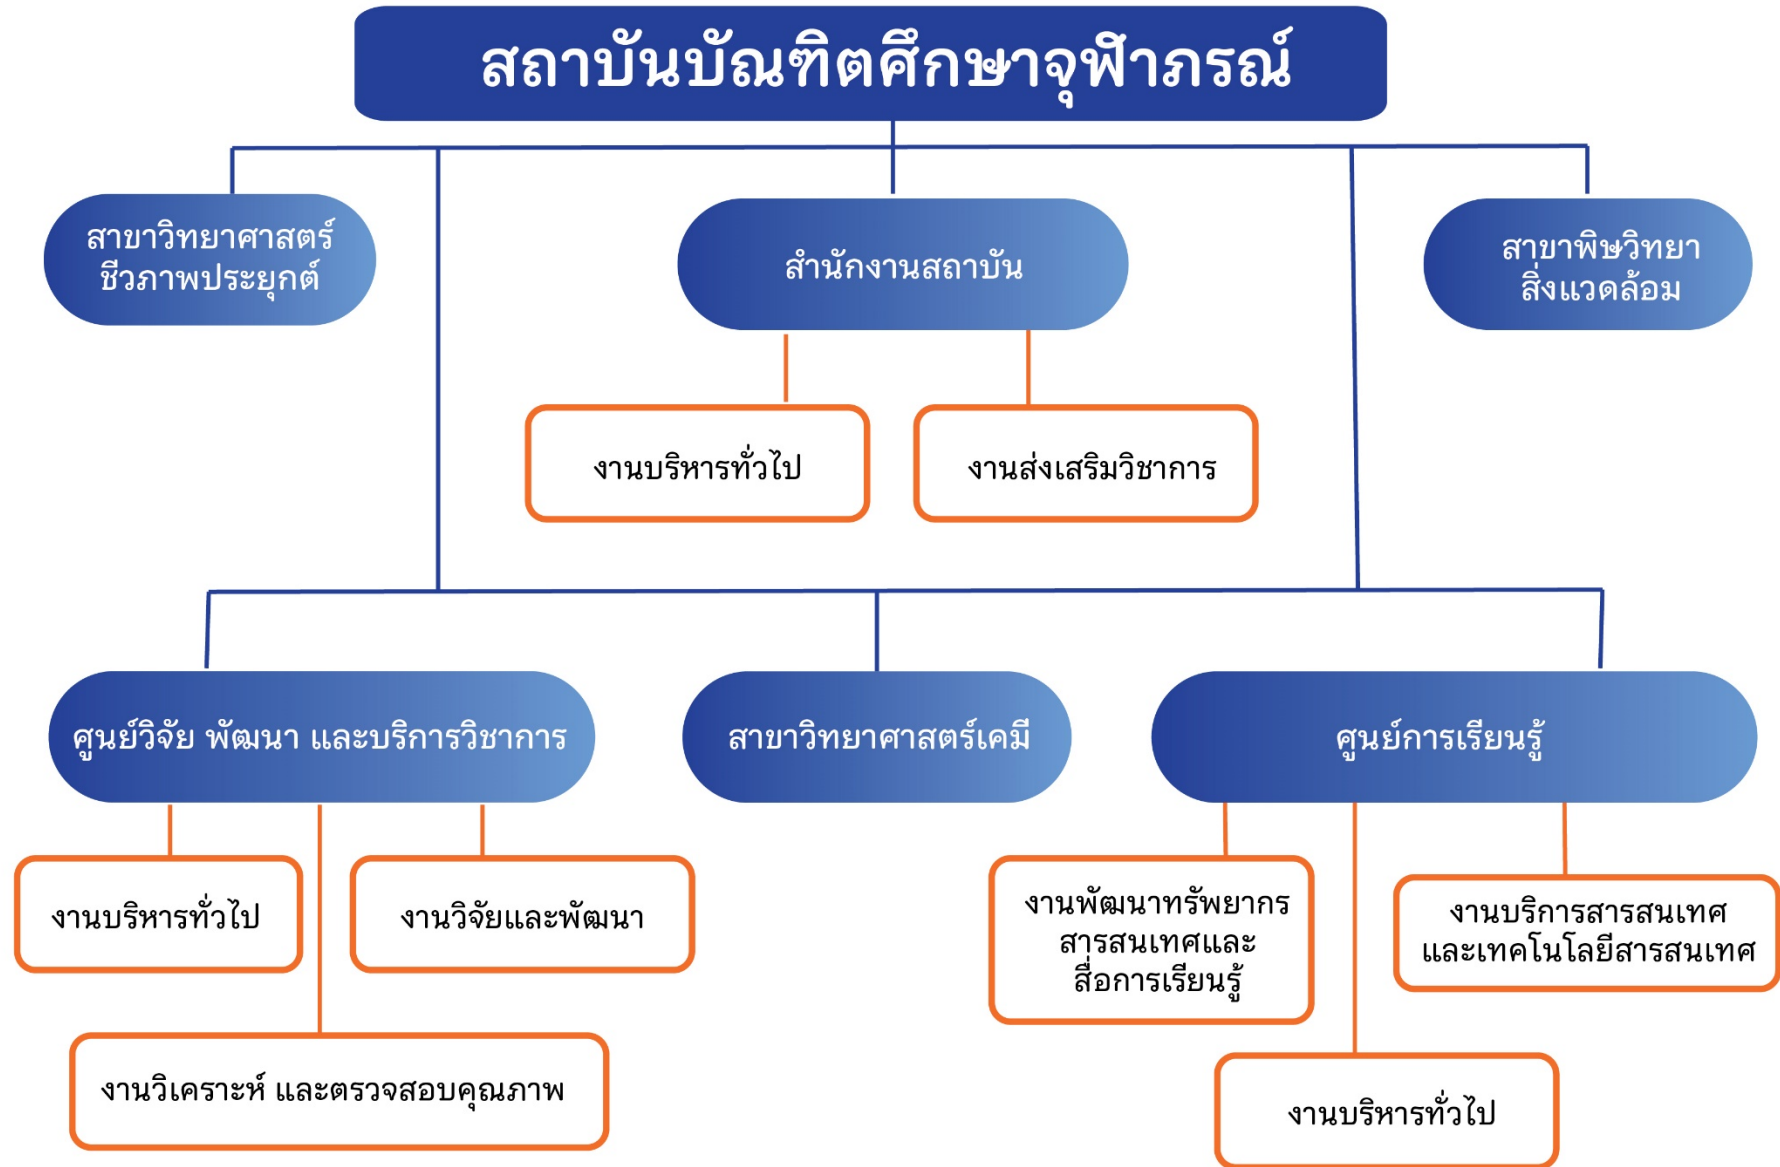 สถาบันบัณฑิตศึกษาจุฬาภรณ์
สาขาวิทยาศาสตร์
ชีวภาพประยุกต์
สำนักงานสถาบัน
สาขาพิษวิทยา
สิ่งแวดล้อม
งานบริหารทั่วไป
งานส่งเสริมวิชาการ
ศูนย์วิจัย พัฒนา และบริการวิชาการ
สาขาวิทยาศาสตร์เคมี
ศูนย์การเรียนรู้
งานบริหารทั่วไป
งานวิจัยและพัฒนา
งานพัฒนาทรัพยากร
สารสนเทศและ
สื่อการเรียนรู้
งานบริการสารสนเทศ
และเทคโนโลยีสารสนเทศ
งานวิเคราะห์ และตรวจสอบคุณภาพ
งานบริหารทั่วไป